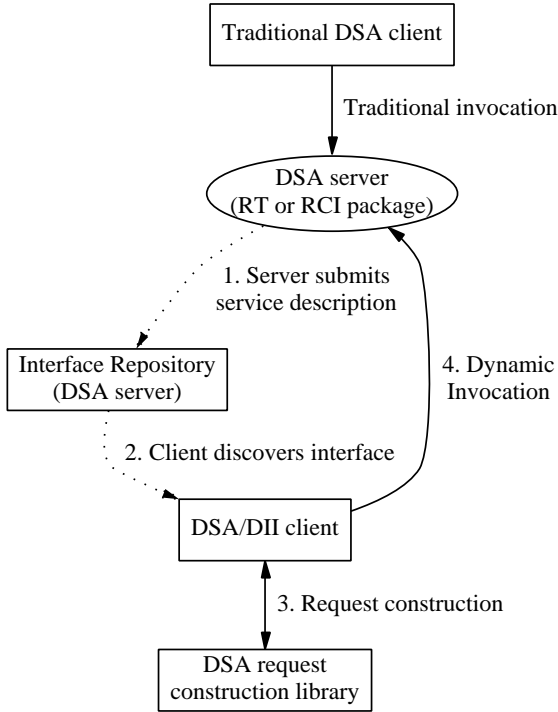 Traditional DSA client
Traditional invocation
DSA server
(RT or RCI package)
1. Server submits
service description
Interface Repository
(DSA server)
4. Dynamic
Invocation
2. Client discovers interface
DSA/DII client
3. Request construction
DSA request
construction library